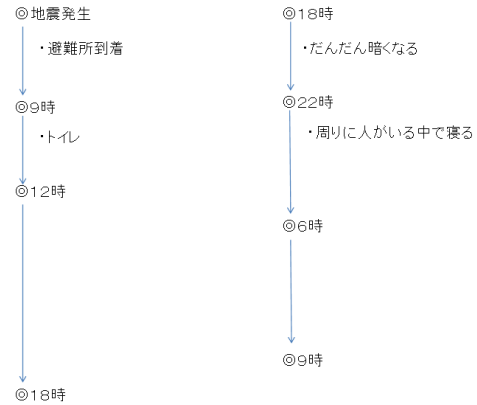 ◎地震発生
・避難所到着
◎9時
・トイレ
◎12時
◎18時
◎18時
・だんだん暗くなる
◎22時
・周りに人がいる中で寝る
◎6時
◎9時